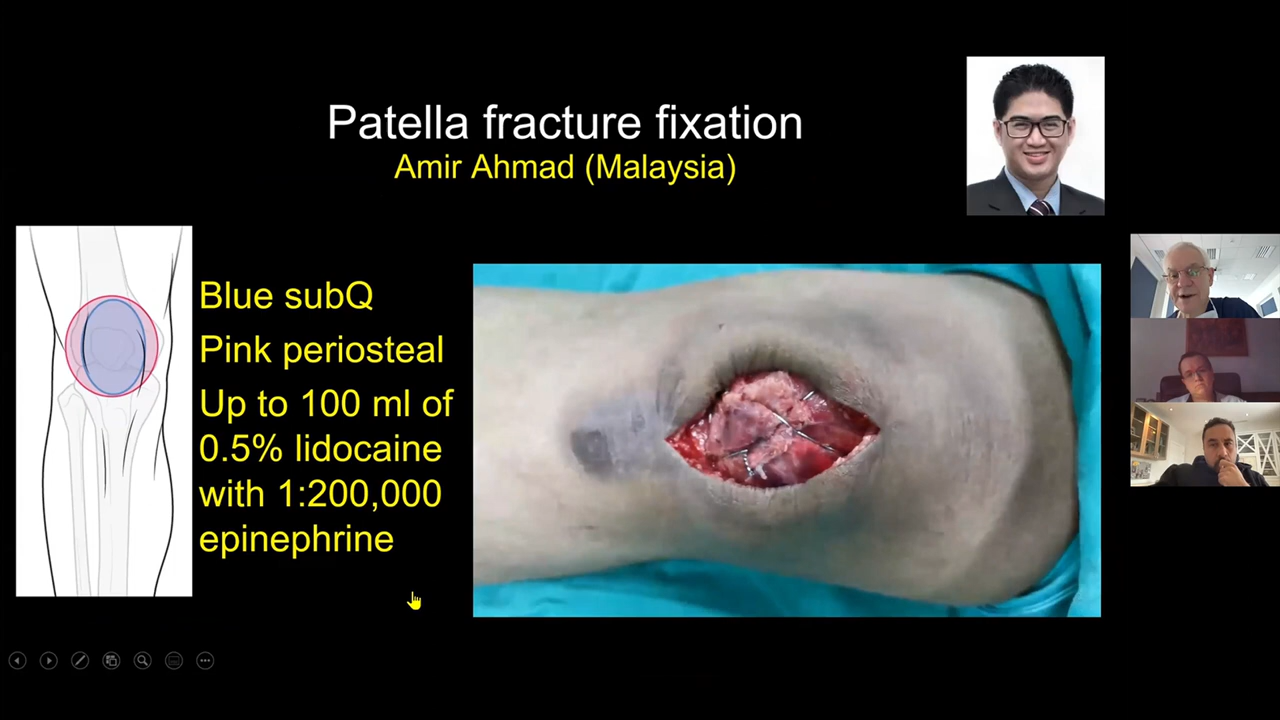 Patella fracture fixation
Amir Ahmad (Malaysia)
Blue subQ
Pink periosteal
Up to 100 ml of
0.5% lidocaine
with 1:200,000
epinephrine